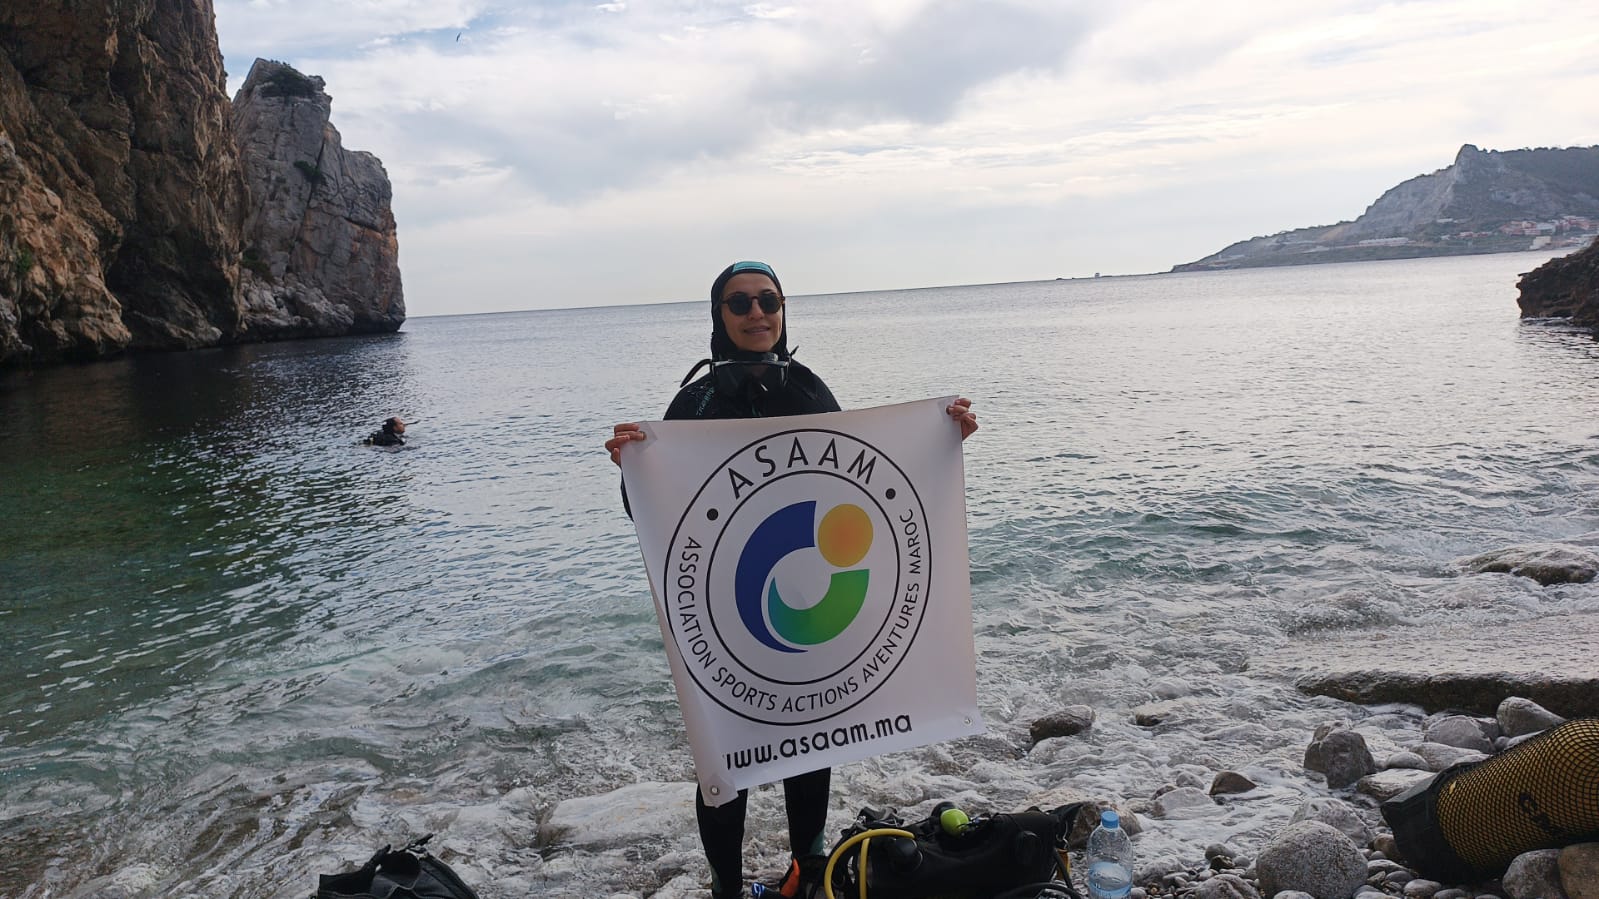 • ASAAM •
ASSOCIATION SPORTS ACTIONS AVENTURES MAROC
www.asaam.ma